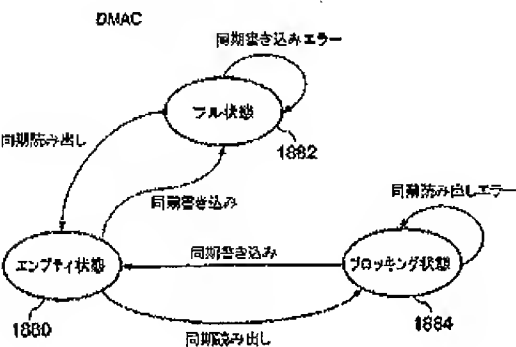 DMAC
同期書き込みエラー
フル状態
1882
同期読み出し
同期書き込み
同期読み出しエラー
エンプティ状態
同期書き込み
ブロッキング状態
1880
1884
同期読み出し